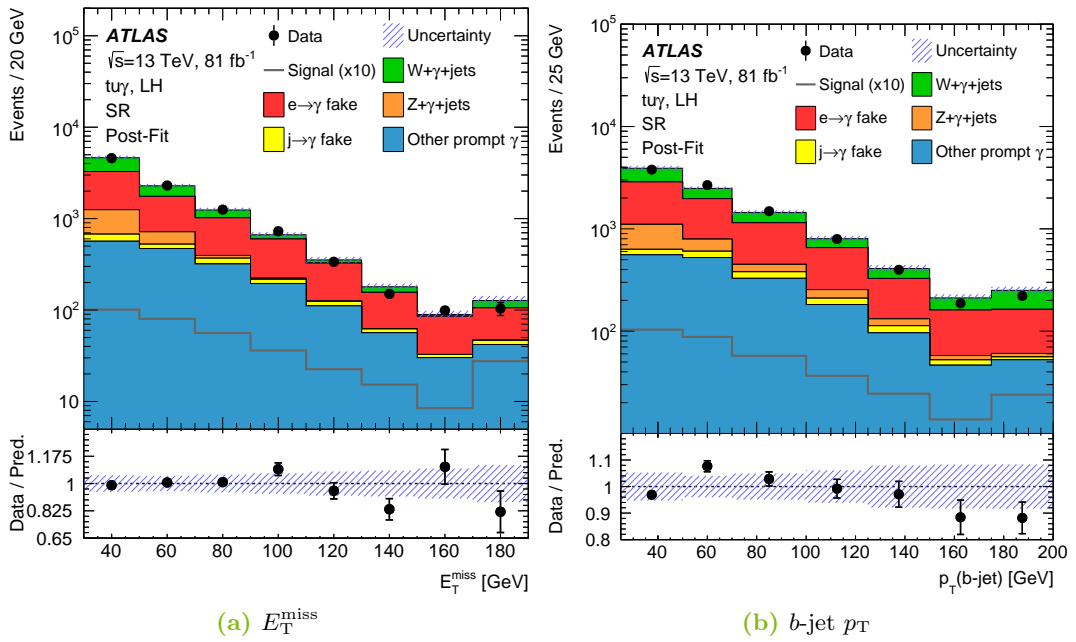 Events / 20 GeV
10⁵
10⁴
10³
10²
10
ATLAS
√s=13 TeV, 81 fb⁻¹
tuγ, LH
SR
Post-Fit
Data
Uncertainty
Signal (x10)
W+γ+jets
e→γ fake
Z+γ+jets
j→γ fake
Other prompt γ
Data / Pred.
1.175
1
0.825
0.65
40 60 80 100 120 140 160 180
E_T^miss [GeV]
(a) E_T^miss
Events / 25 GeV
10⁵
10⁴
10³
10²
ATLAS
√s=13 TeV, 81 fb⁻¹
tuγ, LH
SR
Post-Fit
Data
Uncertainty
Signal (x10)
W+γ+jets
e→γ fake
Z+γ+jets
j→γ fake
Other prompt γ
Data / Pred.
1.1
1
0.9
0.8
40 60 80 100 120 140 160 180 200
p_T(b-jet) [GeV]
(b) b-jet p_T